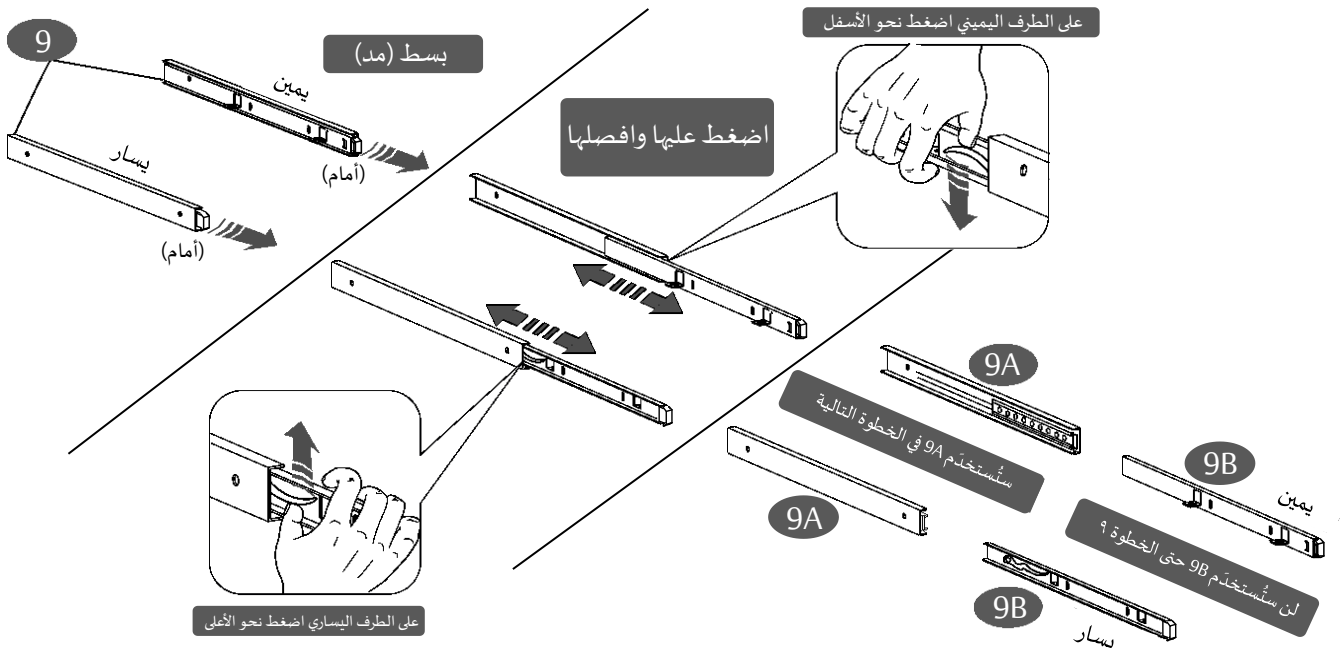 9
بسط (مد)
يمين
(أمام)
يسار
(أمام)
على الطرف اليميني اضغط نحو الأسفل
اضغط عليها وافصلها
على الطرف اليساري اضغط نحو الأعلى
9A
ستُستخدَم 9A في الخطوة التالية
9A
9B
يمين
لن ستُستخدَم 9B حتى الخطوة ٩
9B
يسار